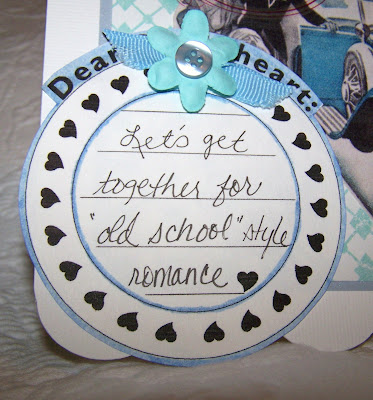 Dear heart:
Let's get
together for
"old school" style
romance